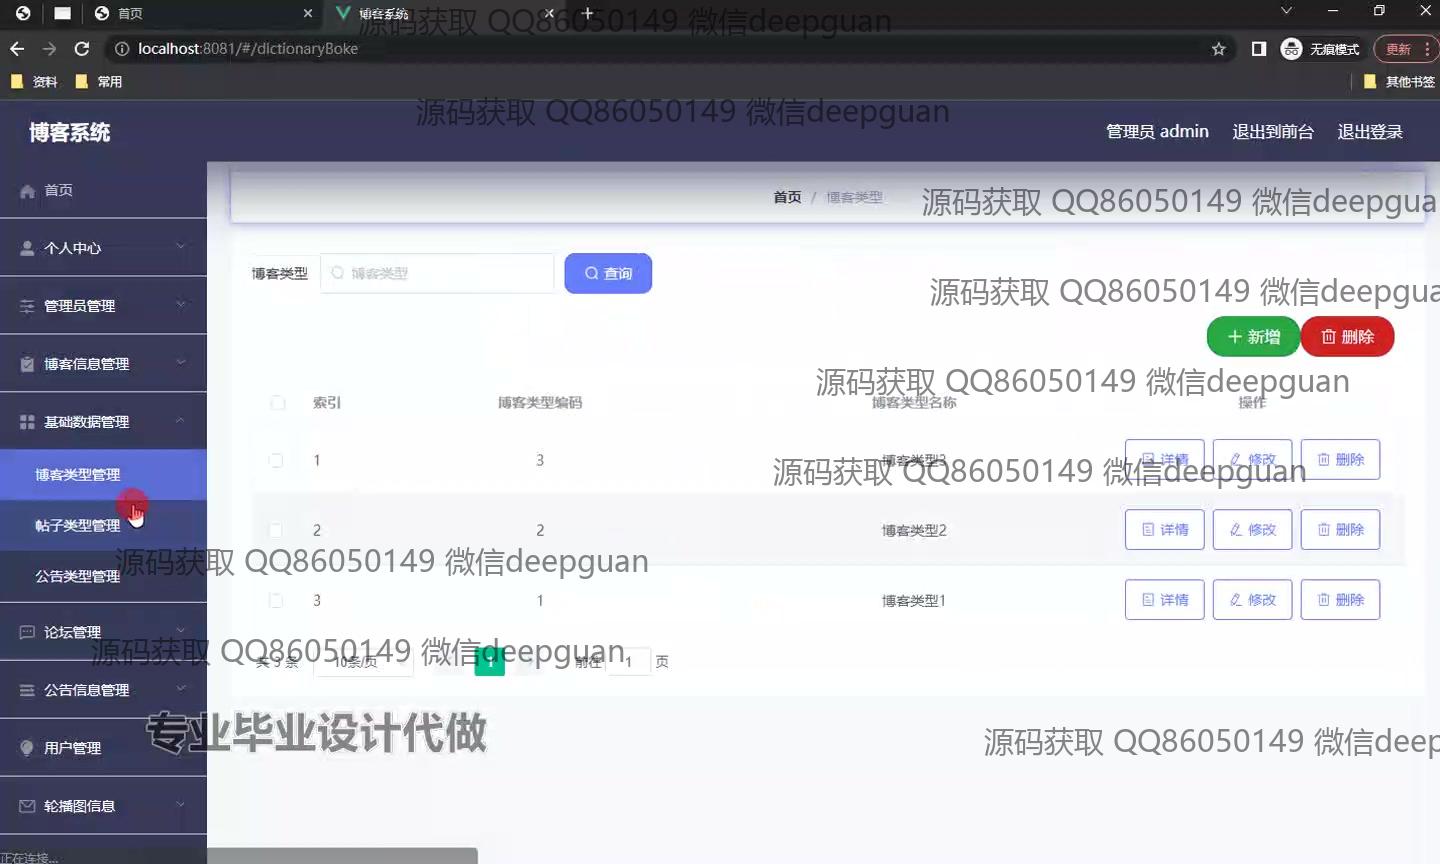 首页
博客系统
源码获取 QQ86050149 微信deepguan
localhost:8081/#/dictionaryBoke
无痕模式
更新
资料
常用
其他书签
源码获取 QQ86050149 微信deepguan
博客系统
管理员 admin
退出到前台
退出登录
首页
个人中心
管理员管理
博客信息管理
基础数据管理
博客类型管理
帖子类型管理
公告类型管理
论坛管理
公告信息管理
用户管理
轮播图信息
首页 / 博客类型
源码获取 QQ86050149 微信deepgua
博客类型
博客类型
查询
源码获取 QQ86050149 微信deepgua
新增
删除
源码获取 QQ86050149 微信deepguan
索引 博客类型编码 博客类型名称 操作
1 3 博客类型3 详情 修改 删除
源码获取 QQ86050149 微信deepguan
2 2 博客类型2 详情 修改 删除
源码获取 QQ86050149 微信deepguan
3 1 博客类型1 详情 修改 删除
源码获取 QQ86050149 微信deepguan
共 3 条 10条/页 1 前往 1 页
专业毕业设计代做
源码获取 QQ86050149 微信deep
正在连接...